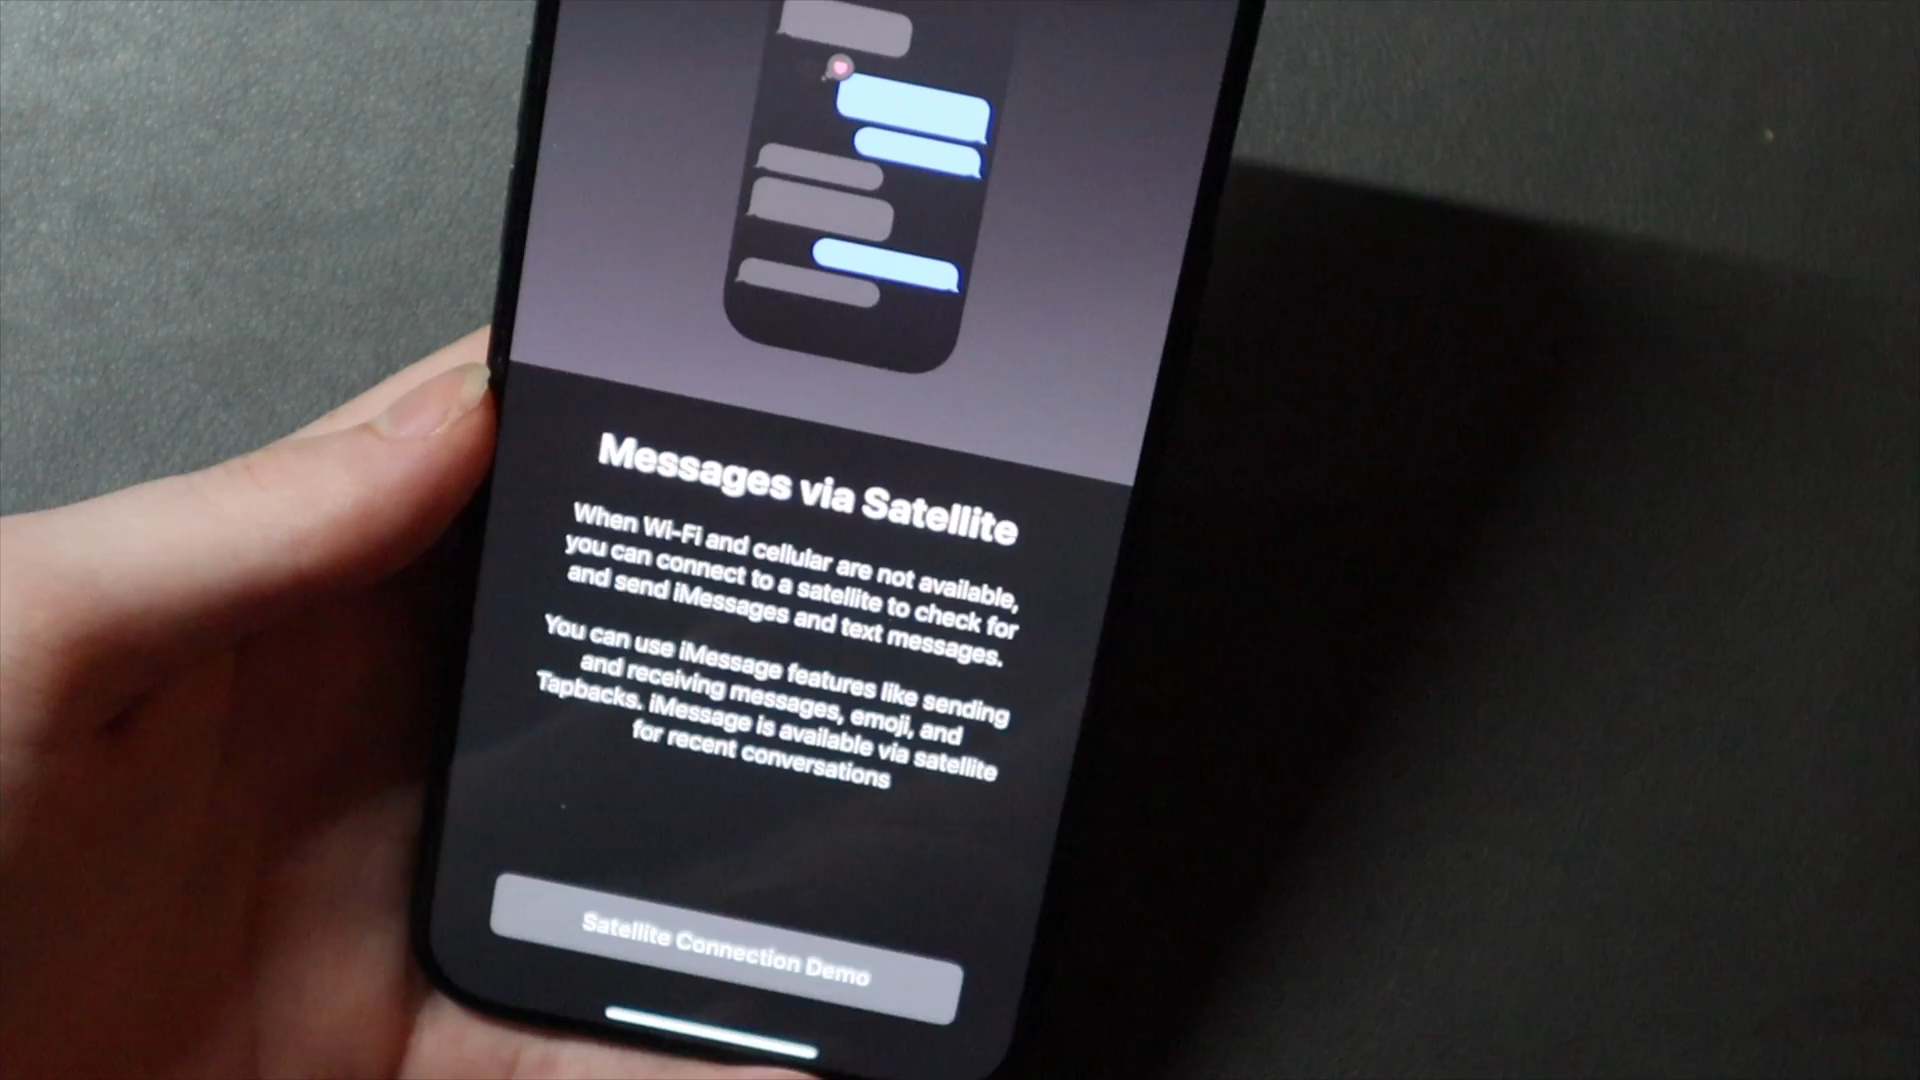 Messages via Satellite
When Wi-Fi and cellular are not available,
you can connect to a satellite to check for
and send iMessages and text messages.
You can use iMessage features like sending
and receiving messages, emoji, and
Tapbacks. iMessage is available via satellite
for recent conversations
Satellite Connection Demo